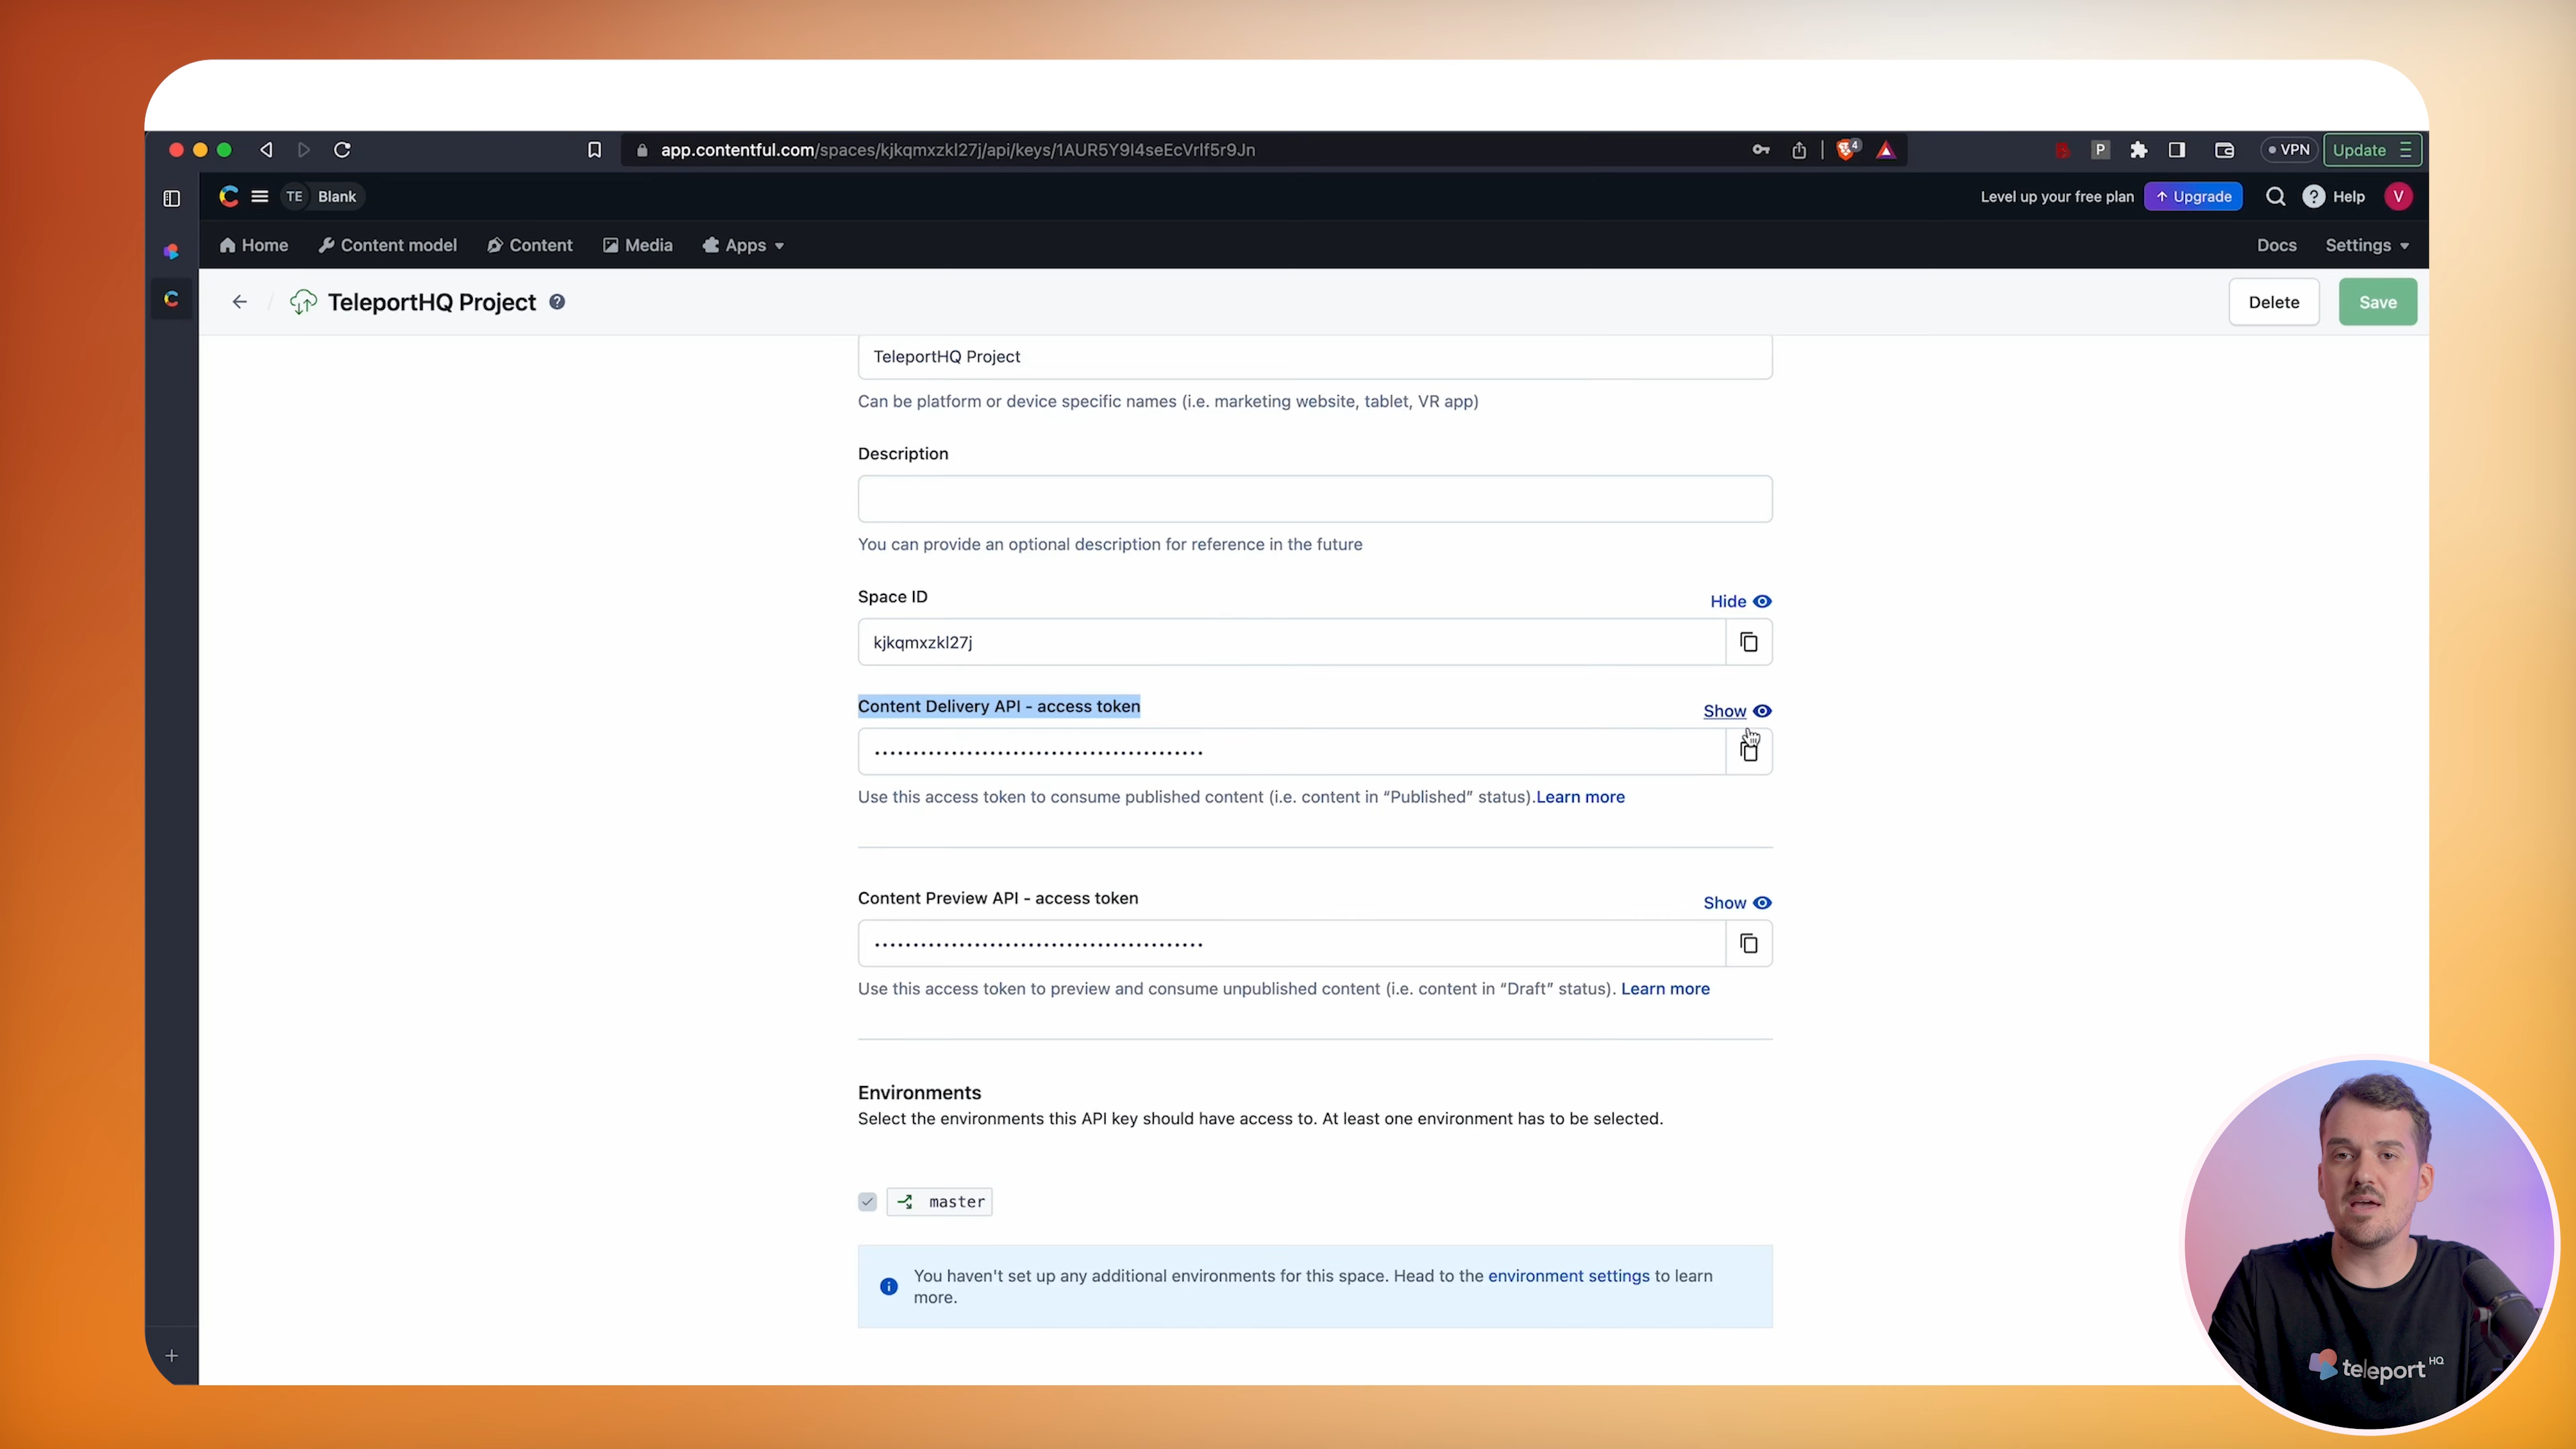 app.contentful.com/spaces/kjkqmxzkl27j/api/keys/1AUR5Y9I4seEcVrIf5r9Jn
4
P
VPN
Update
TE Blank
Level up your free plan
Upgrade
? Help
V
Home
Content model
Content
Media
Apps
Docs
Settings
TeleportHQ Project ?
Delete
Save
TeleportHQ Project
Can be platform or device specific names (i.e. marketing website, tablet, VR app)
Description
You can provide an optional description for reference in the future
Space ID
Hide
kjkqmxzkl27j
Content Delivery API - access token
Show
Use this access token to consume published content (i.e. content in “Published” status).Learn more
Content Preview API - access token
Show
Use this access token to preview and consume unpublished content (i.e. content in “Draft” status). Learn more
Environments
Select the environments this API key should have access to. At least one environment has to be selected.
master
You haven't set up any additional environments for this space. Head to the environment settings to learn
more.
teleport HQ